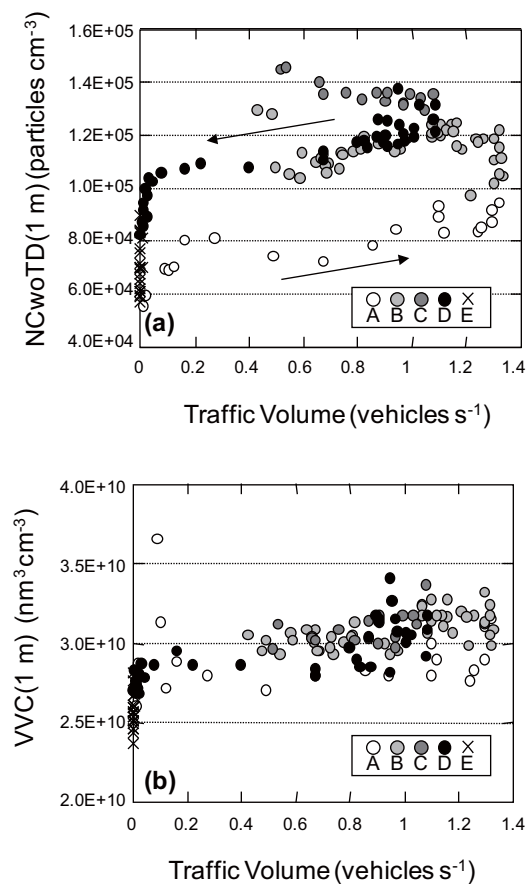 NCwoTD(1 m) (particles cm-3)
1.6E+05
1.4E+05
1.2E+05
1.0E+05
8.0E+04
6.0E+04
4.0E+04
(a)
A B C D E
0 0.2 0.4 0.6 0.8 1 1.2 1.4
Traffic Volume (vehicles s-1)
VVC(1 m) (nm3 cm-3)
4.0E+10
3.5E+10
3.0E+10
2.5E+10
2.0E+10
(b)
A B C D E
0 0.2 0.4 0.6 0.8 1 1.2 1.4
Traffic Volume (vehicles s-1)